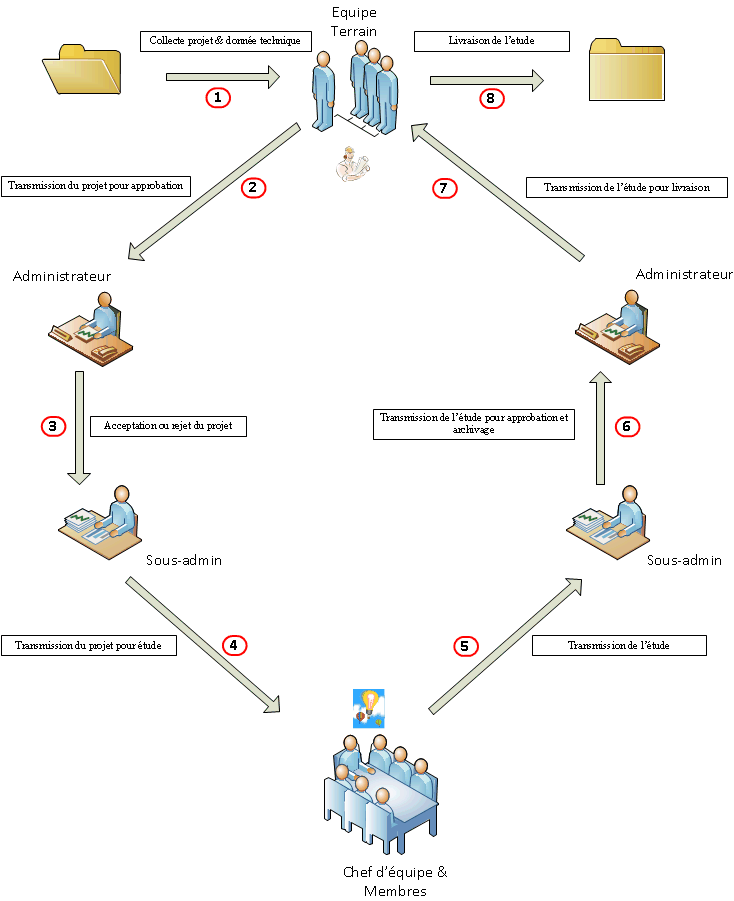 Equipe
Terrain
Collecte projet & donnée technique
Livraison de l'etude
1
8
Transmission du projet pour approbation
2
7
Transmission de l'étude pour livraison
Administrateur
Administrateur
3
Acceptation ou rejet du projet
Transmission de l'étude pour approbation et
archivage
6
Sous-admin
Sous-admin
Transmission du projet pour étude
4
5
Transmission de l'étude
Chef d'équipe &
Membres